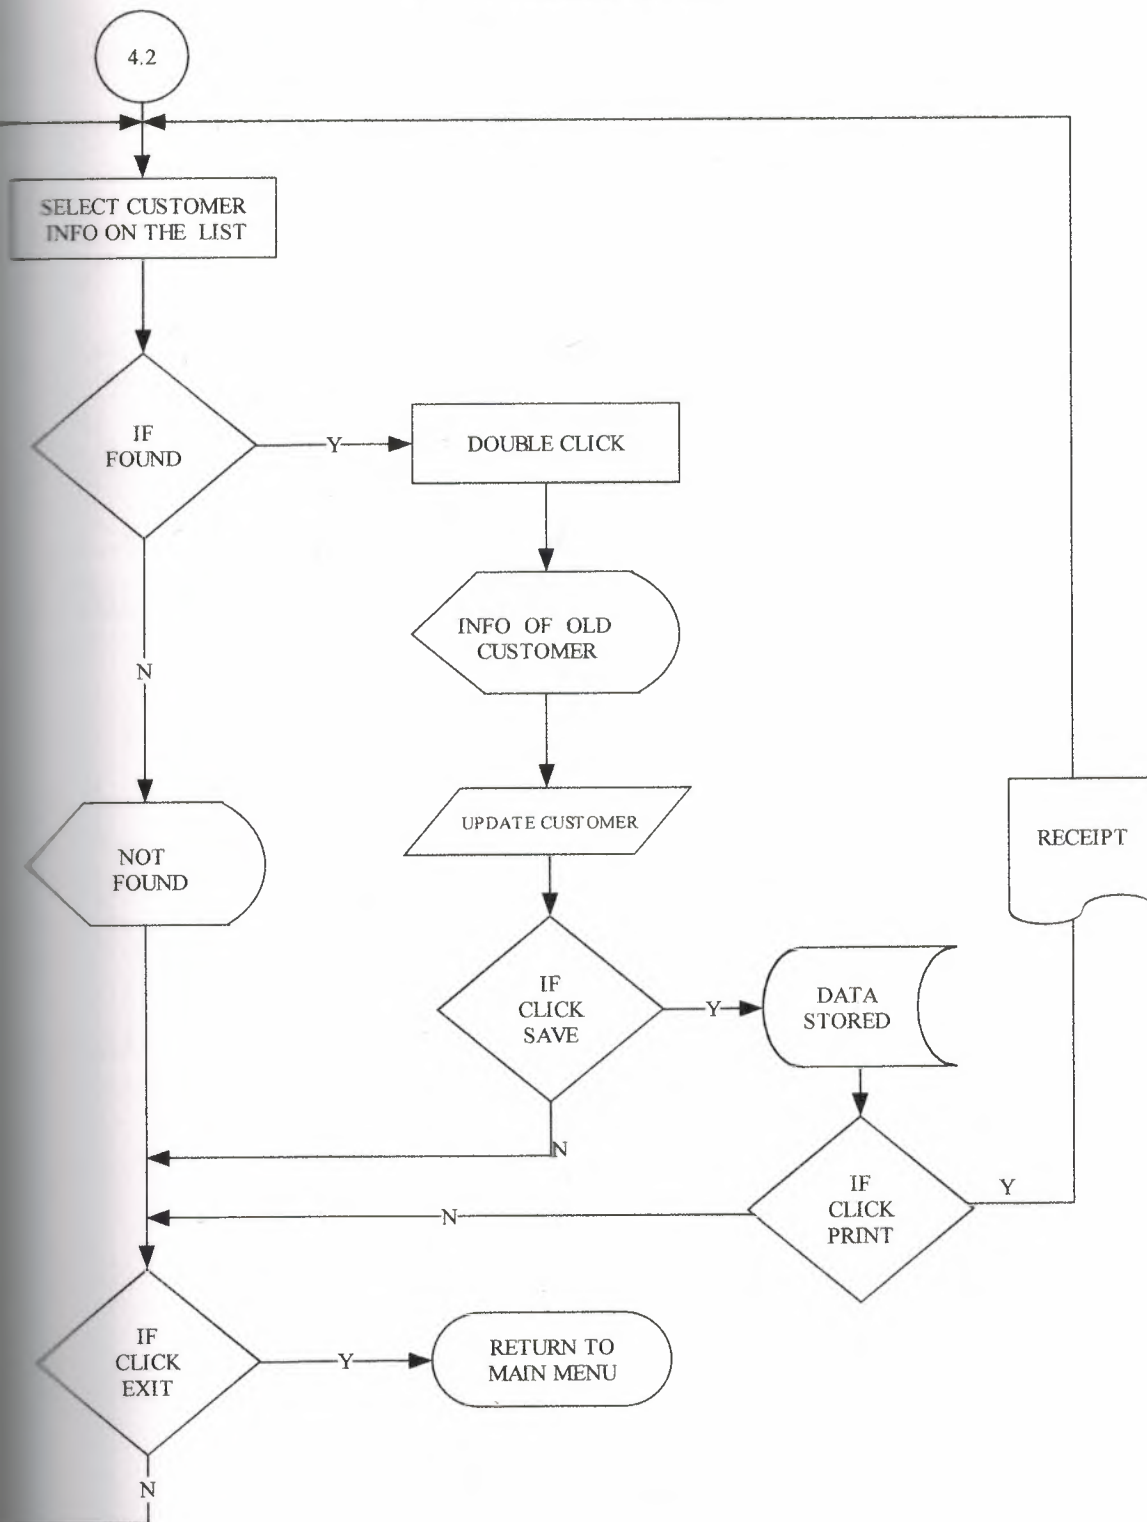 4.2
SELECT CUSTOMER
INFO ON THE LIST
IF
FOUND
Y
DOUBLE CLICK
INFO OF OLD
CUSTOMER
N
UPDATE CUSTOMER
NOT
FOUND
RECEIPT
IF
CLICK
SAVE
Y
DATA
STORED
N
IF
CLICK
PRINT
Y
N
IF
CLICK
EXIT
Y
RETURN TO
MAIN MENU
N